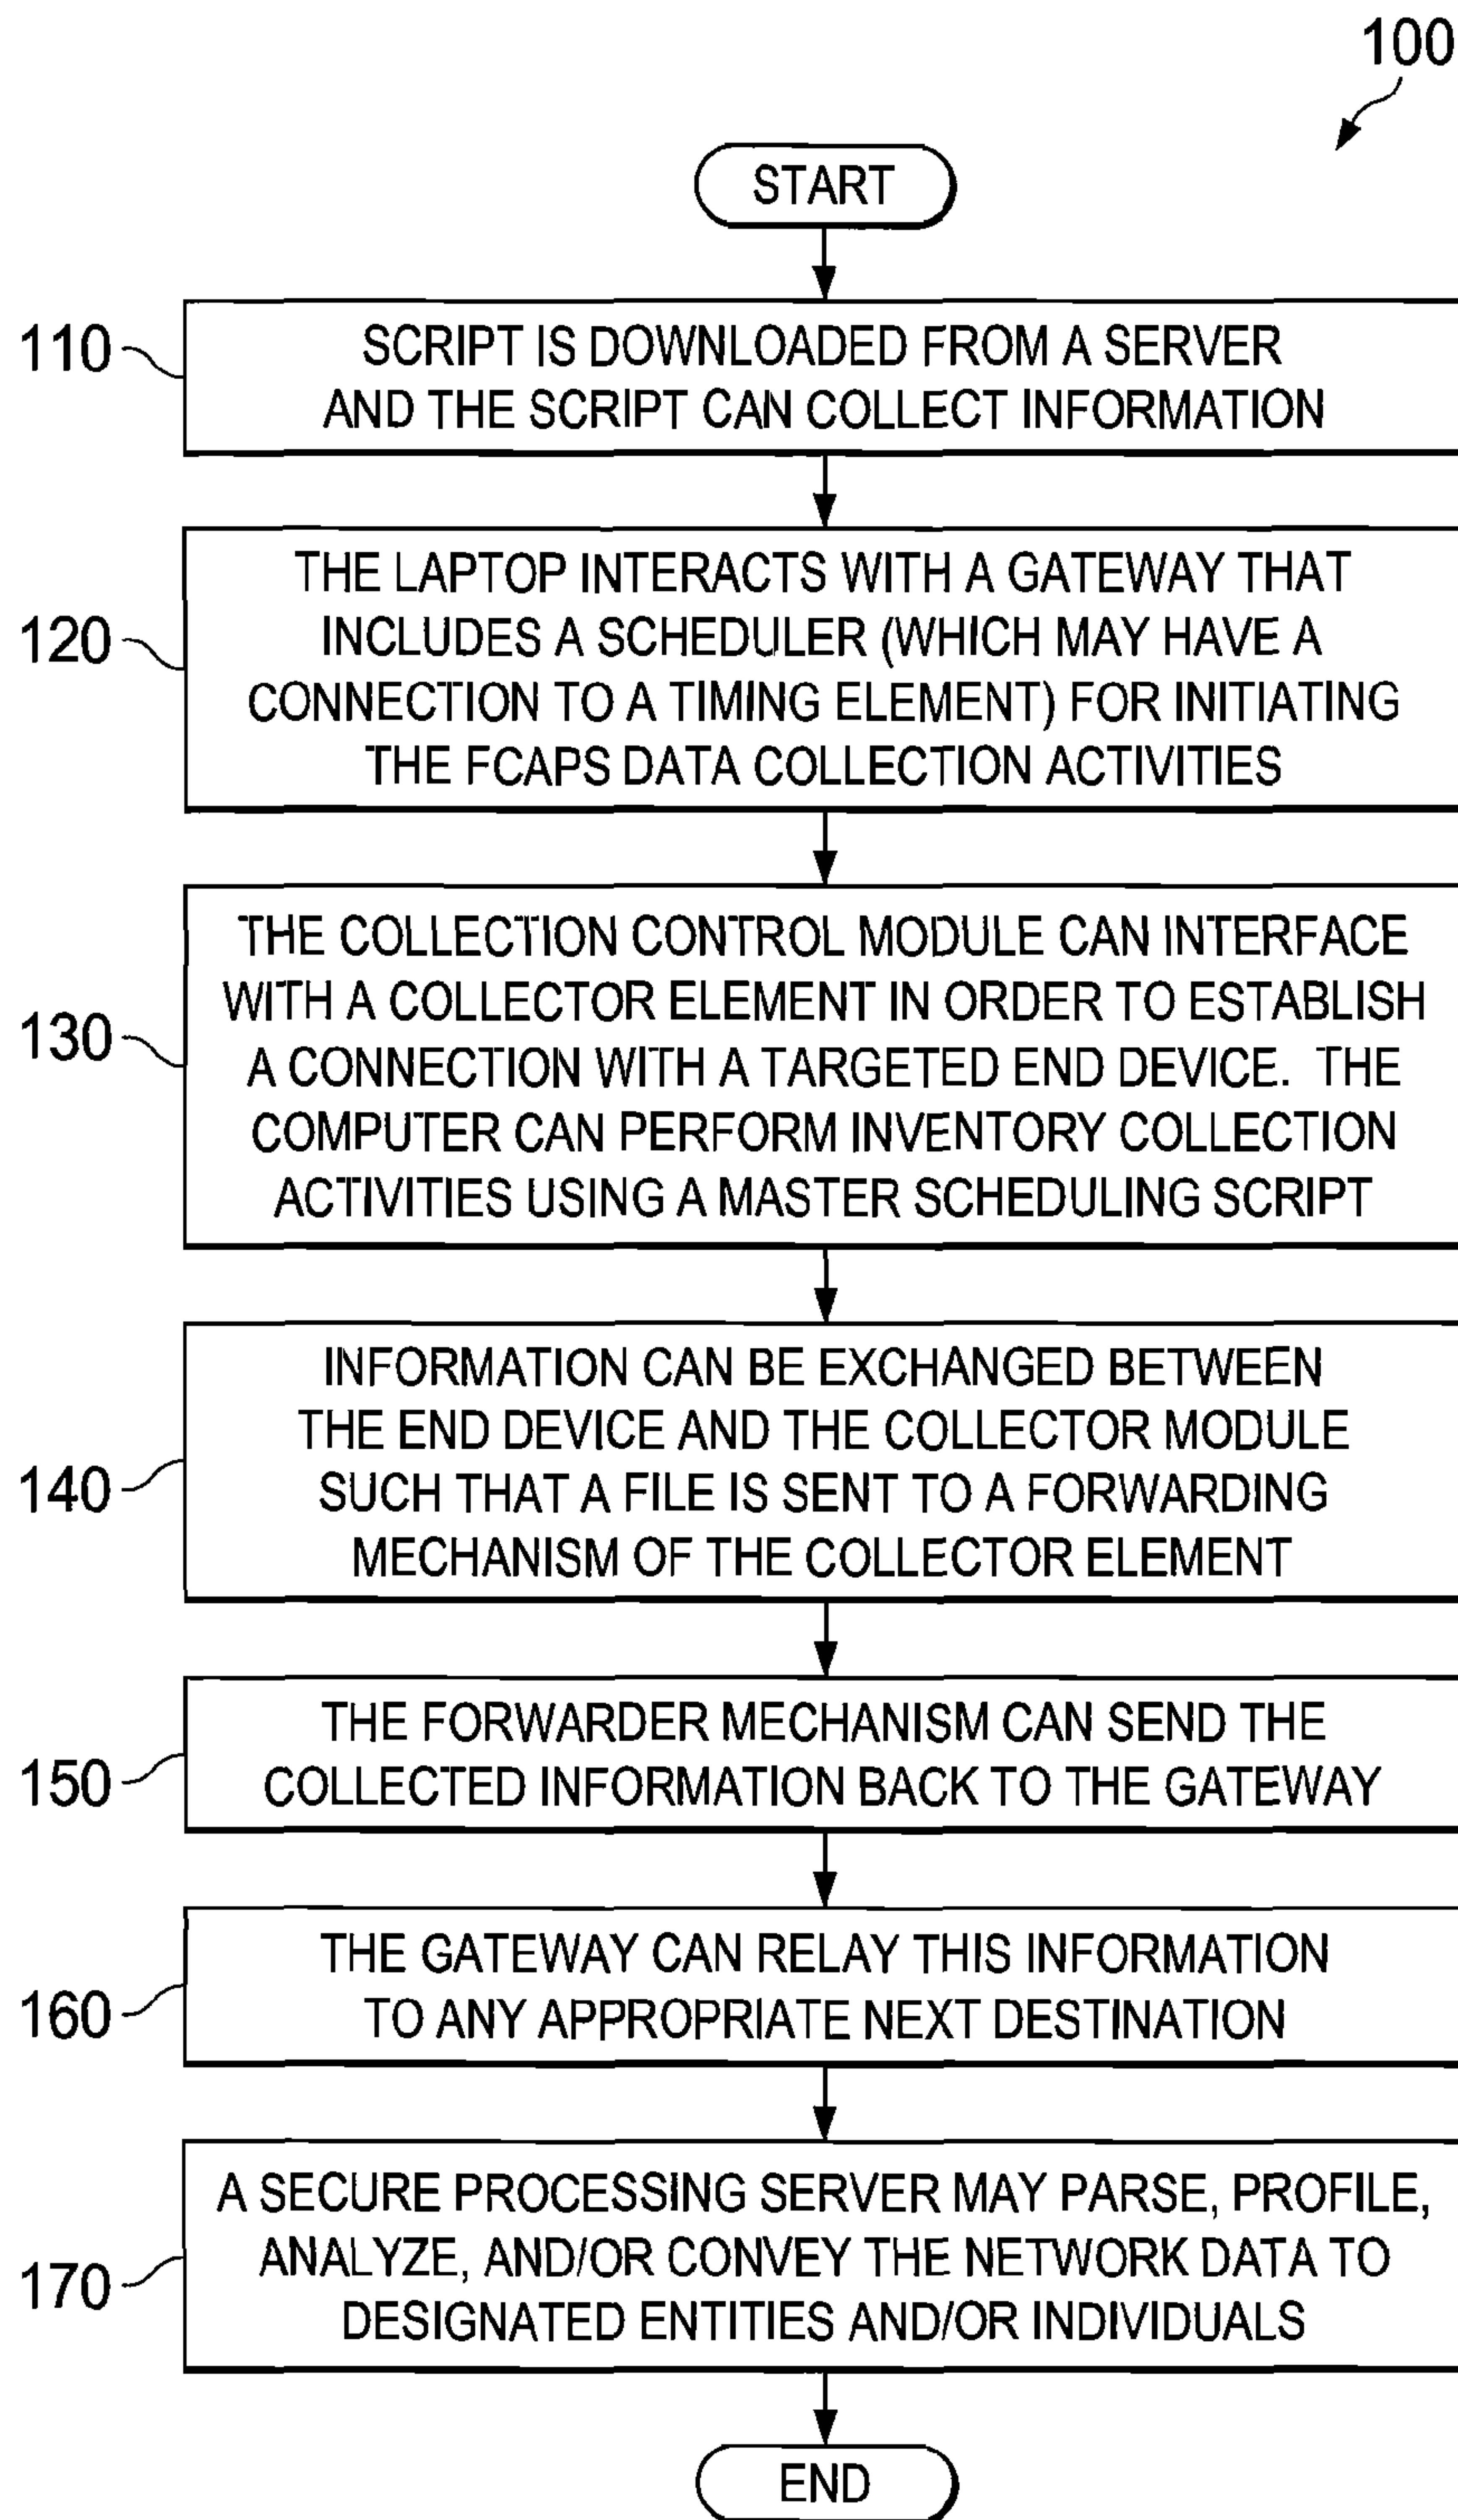 100
START
110
SCRIPT IS DOWNLOADED FROM A SERVER
AND THE SCRIPT CAN COLLECT INFORMATION
120
THE LAPTOP INTERACTS WITH A GATEWAY THAT
INCLUDES A SCHEDULER (WHICH MAY HAVE A
CONNECTION TO A TIMING ELEMENT) FOR INITIATING
THE FCAPS DATA COLLECTION ACTIVITIES
130
THE COLLECTION CONTROL MODULE CAN INTERFACE
WITH A COLLECTOR ELEMENT IN ORDER TO ESTABLISH
A CONNECTION WITH A TARGETED END DEVICE. THE
COMPUTER CAN PERFORM INVENTORY COLLECTION
ACTIVITIES USING A MASTER SCHEDULING SCRIPT
140
INFORMATION CAN BE EXCHANGED BETWEEN
THE END DEVICE AND THE COLLECTOR MODULE
SUCH THAT A FILE IS SENT TO A FORWARDING
MECHANISM OF THE COLLECTOR ELEMENT
150
THE FORWARDER MECHANISM CAN SEND THE
COLLECTED INFORMATION BACK TO THE GATEWAY
160
THE GATEWAY CAN RELAY THIS INFORMATION
TO ANY APPROPRIATE NEXT DESTINATION
170
A SECURE PROCESSING SERVER MAY PARSE, PROFILE,
ANALYZE, AND/OR CONVEY THE NETWORK DATA TO
DESIGNATED ENTITIES AND/OR INDIVIDUALS
END